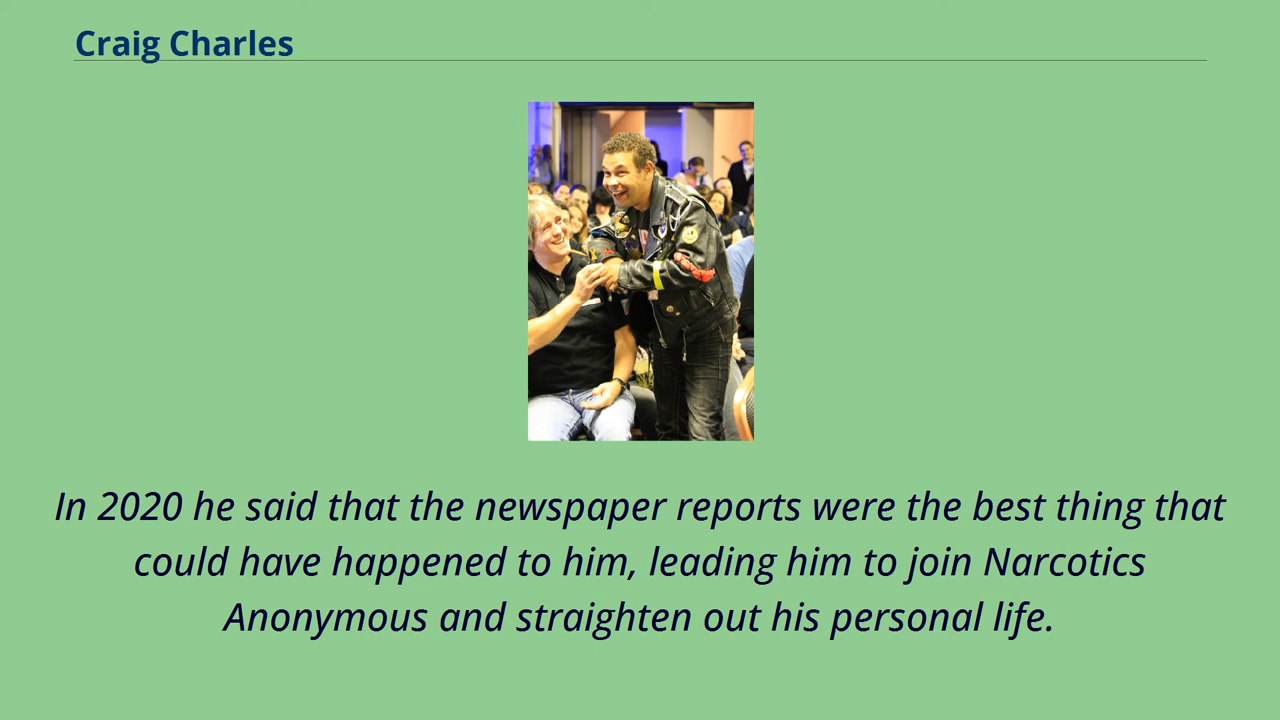 Craig Charles
In 2020 he said that the newspaper reports were the best thing that
could have happened to him, leading him to join Narcotics
Anonymous and straighten out his personal life.